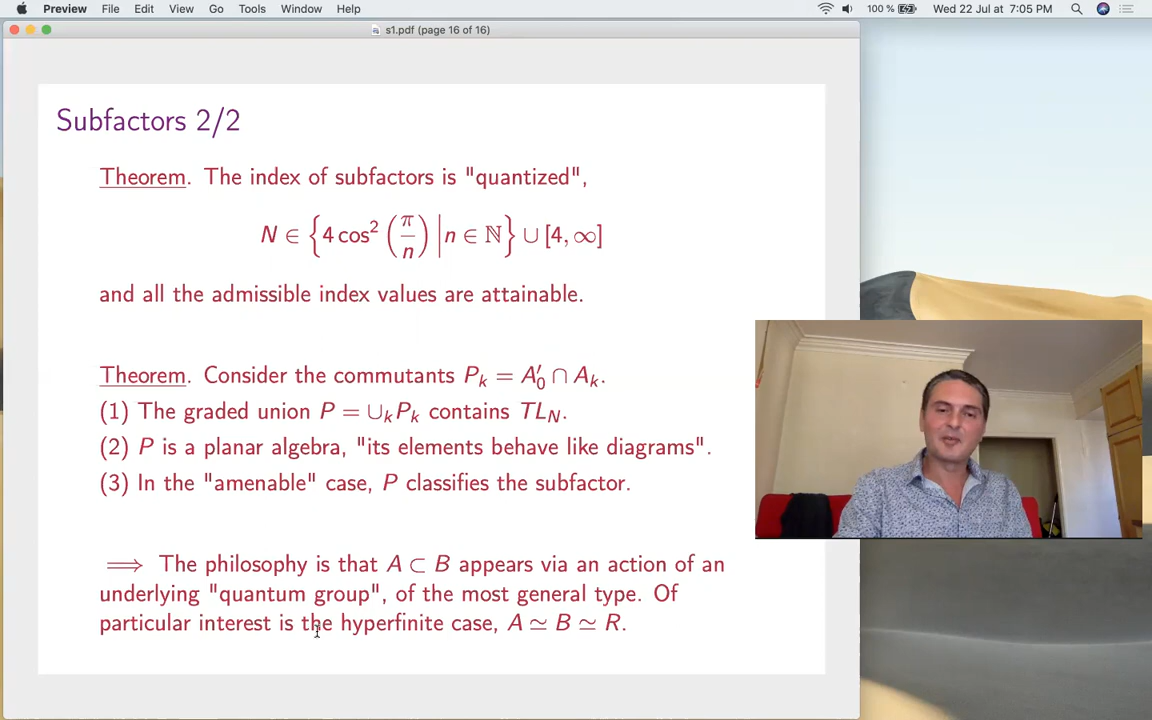 Preview File Edit View Go Tools Window Help 100 % Wed 22 Jul at 7:05 PM
s1.pdf (page 16 of 16)
Subfactors 2/2
Theorem. The index of subfactors is "quantized",
N ∈ {4 cos² (π/n) | n ∈ ℕ} ∪ [4, ∞]
and all the admissible index values are attainable.
Theorem. Consider the commutants Pₖ = A₀′ ∩ Aₖ.
(1) The graded union P = ∪ₖPₖ contains TL_N.
(2) P is a planar algebra, "its elements behave like diagrams".
(3) In the "amenable" case, P classifies the subfactor.
⟹ The philosophy is that A ⊂ B appears via an action of an
underlying "quantum group", of the most general type. Of
particular interest is the hyperfinite case, A ≃ B ≃ R.